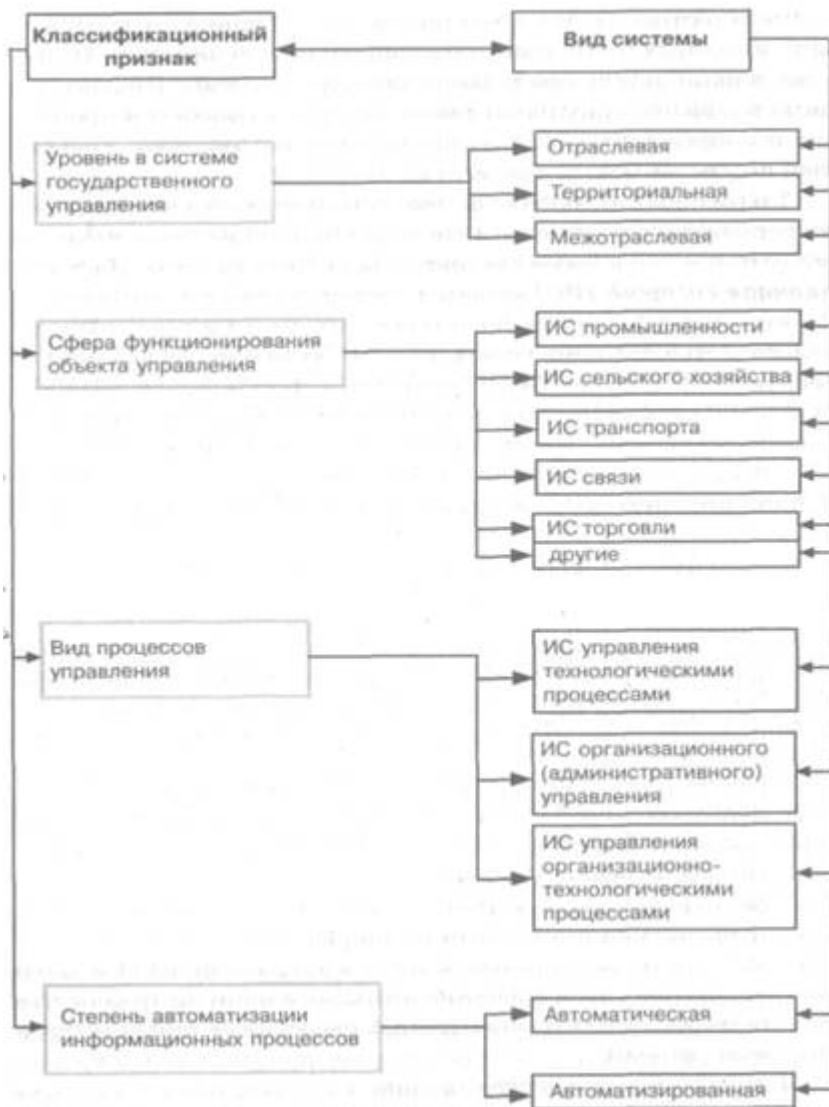 Классификационный
признак
Вид системы
Уровень в системе
государственного
управления
Отраслевая
Территориальная
Межотраслевая
Сфера функционирования
объекта управления
ИС промышленности
ИС сельского хозяйства
ИС транспорта
ИС связи
ИС торговли
другие
Вид процессов
управления
ИС управления
технологическими
процессами
ИС организационного
(административного)
управления
ИС управления
организационно-
технологическими
процессами
Степень автоматизации
информационных процессов
Автоматическая
Автоматизированная